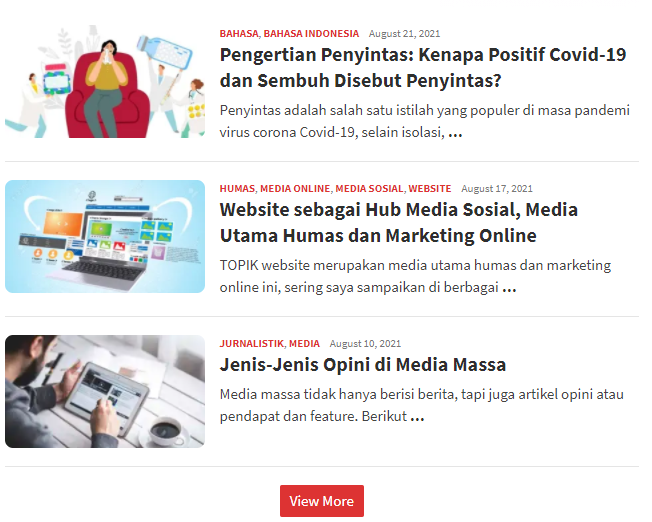 BAHASA, BAHASA INDONESIA August 21, 2021
Pengertian Penyintas: Kenapa Positif Covid-19
dan Sembuh Disebut Penyintas?
Penyintas adalah salah satu istilah yang populer di masa pandemi
virus corona Covid-19, selain isolasi, ...
HUMAS, MEDIA ONLINE, MEDIA SOSIAL, WEBSITE August 17, 2021
Website sebagai Hub Media Sosial, Media
Utama Humas dan Marketing Online
TOPIK website merupakan media utama humas dan marketing
online ini, sering saya sampaikan di berbagai ...
JURNALISTIK, MEDIA August 10, 2021
Jenis-Jenis Opini di Media Massa
Media massa tidak hanya berisi berita, tapi juga artikel opini atau
pendapat dan feature. Berikut ...
View More